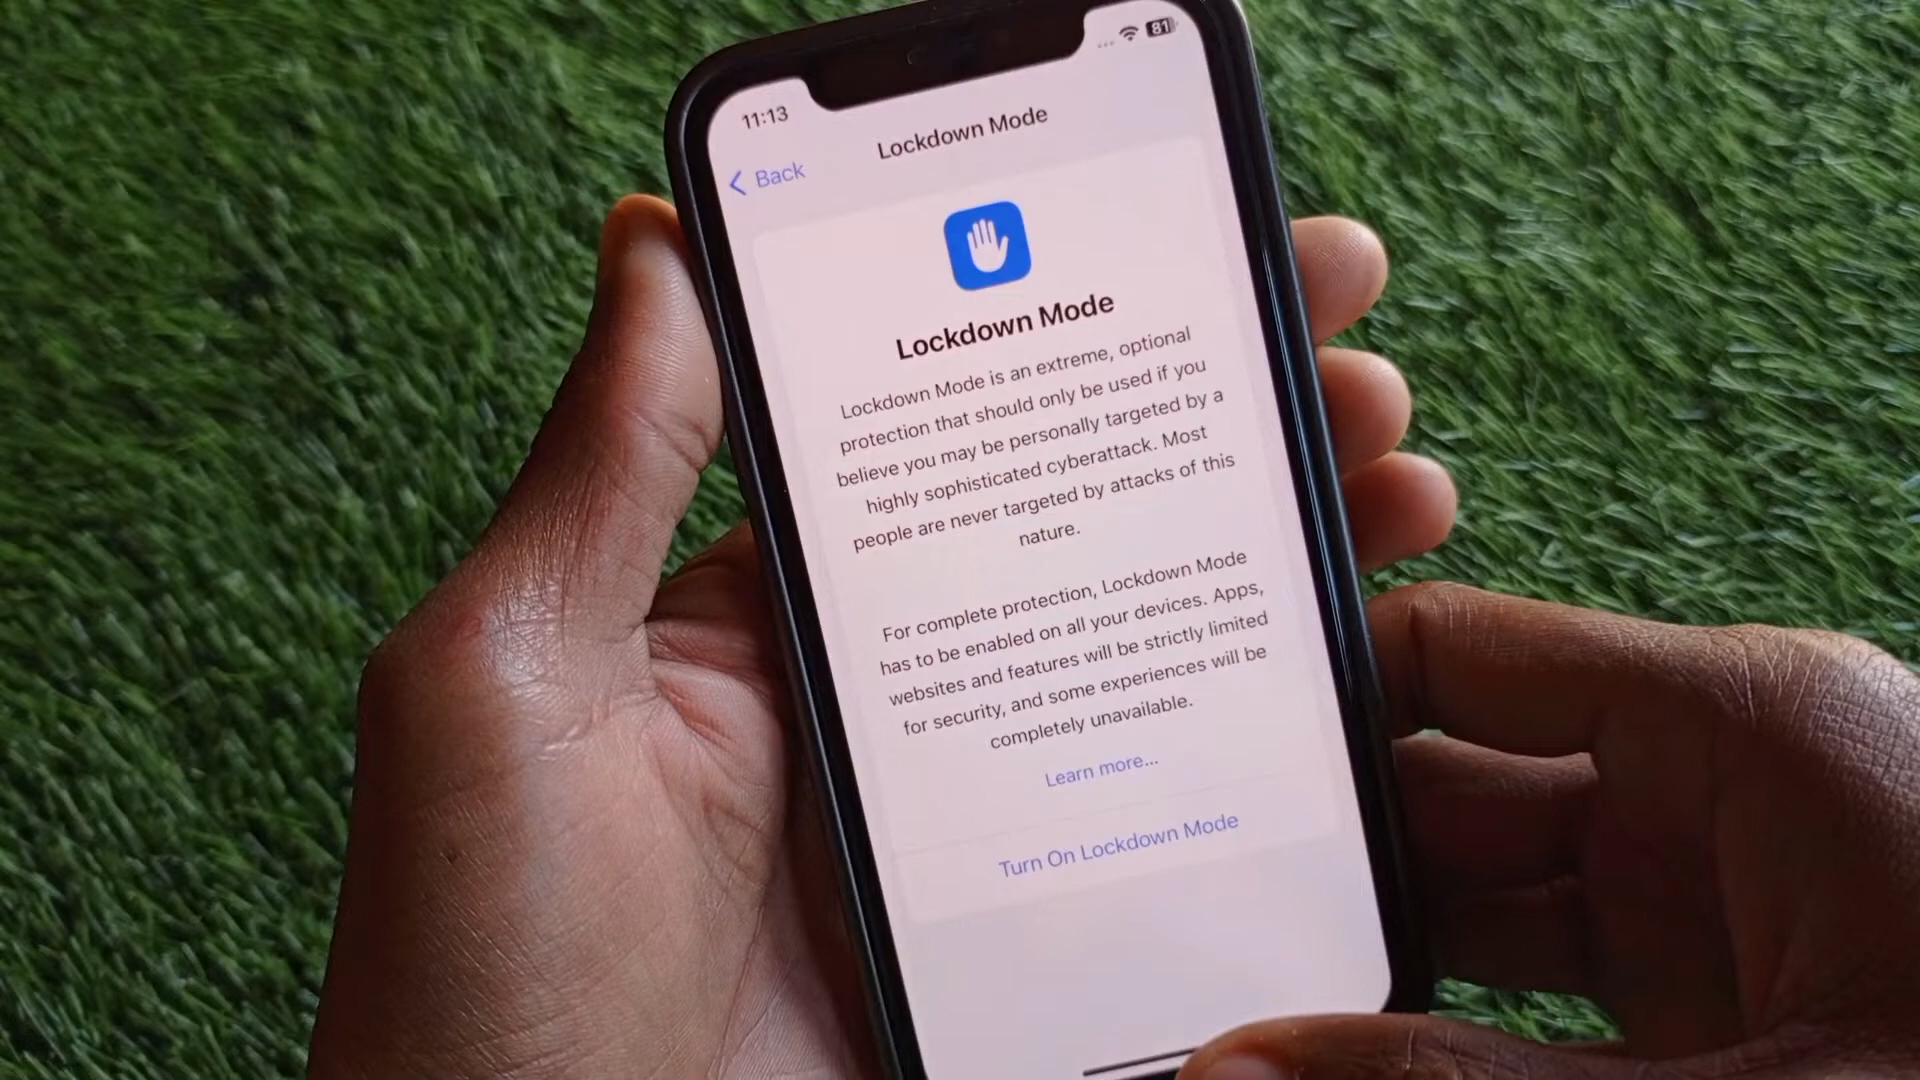 11:13
81
Back
Lockdown Mode
Lockdown Mode
Lockdown Mode is an extreme, optional
protection that should only be used if you
believe you may be personally targeted by a
highly sophisticated cyberattack. Most
people are never targeted by attacks of this
nature.
For complete protection, Lockdown Mode
has to be enabled on all your devices. Apps,
websites and features will be strictly limited
for security, and some experiences will be
completely unavailable.
Learn more...
Turn On Lockdown Mode